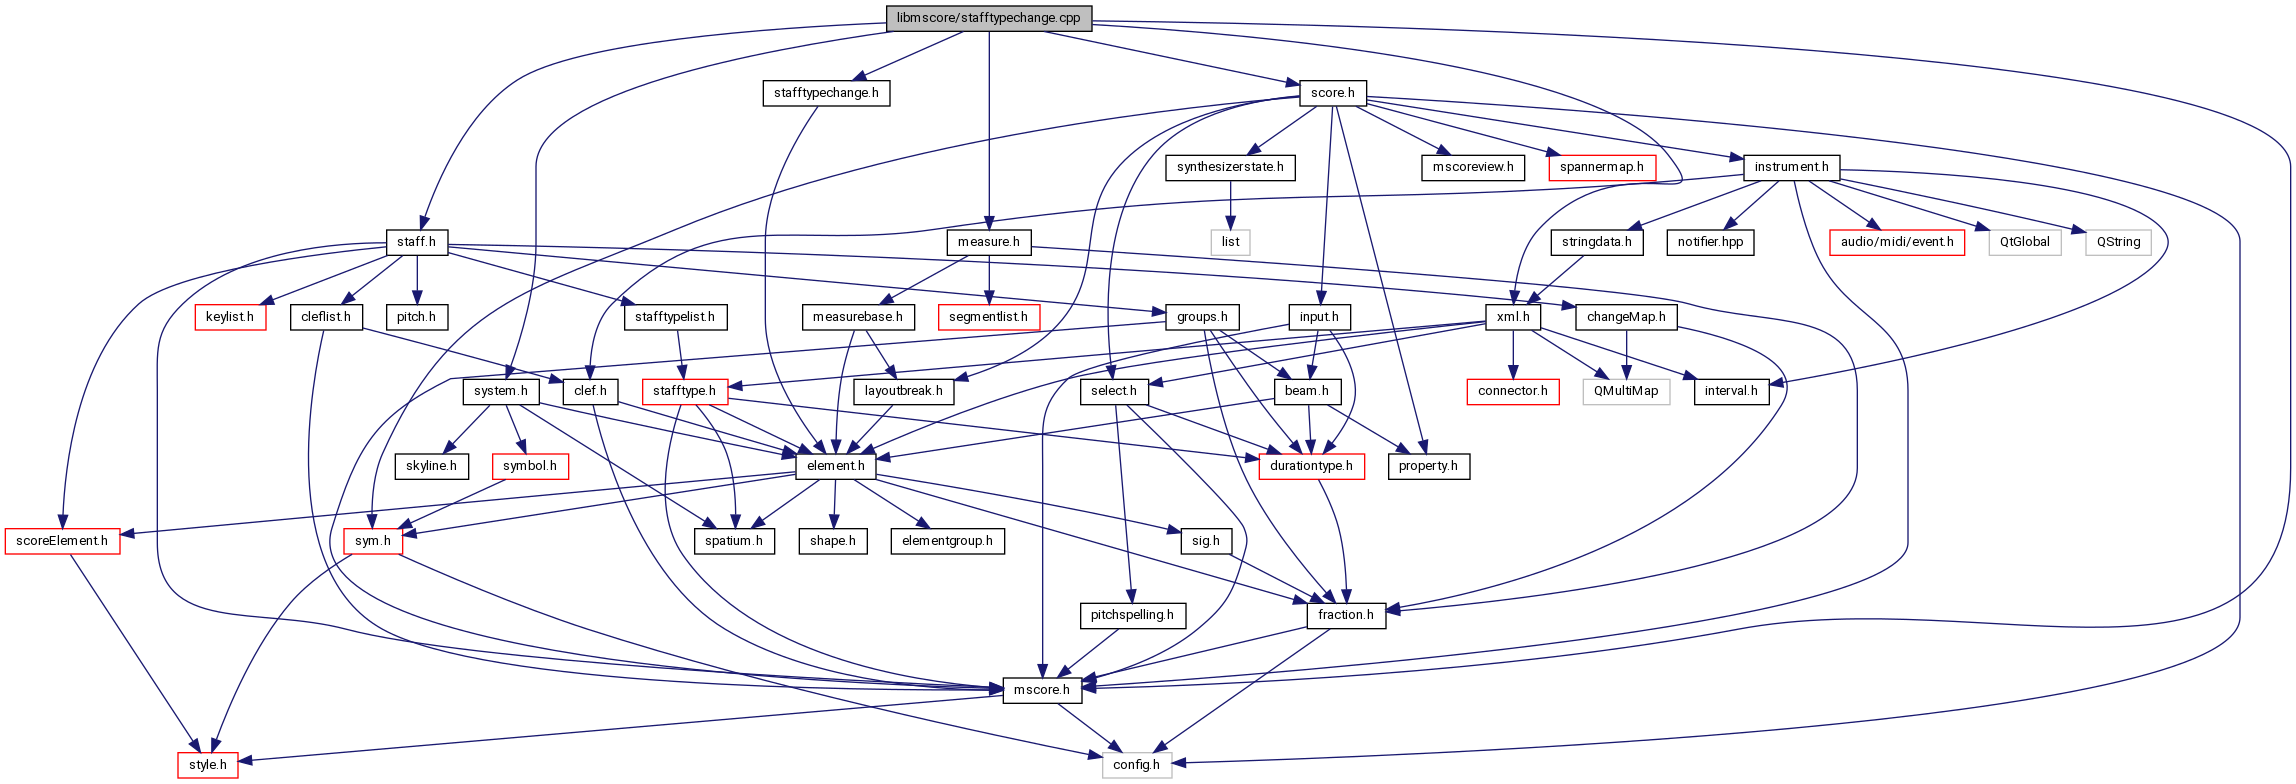 libmscore/stafftypechange.cpp
stafftypechange.h
score.h
synthesizerstate.h
mscoreview.h
spannermap.h
instrument.h
staff.h
measure.h
list
stringdata.h
notifier.hpp
audio/midi/event.h
QtGlobal
QString
keylist.h
cleflist.h
pitch.h
stafftypelist.h
measurebase.h
segmentlist.h
groups.h
input.h
xml.h
changeMap.h
system.h
clef.h
stafftype.h
layoutbreak.h
select.h
beam.h
connector.h
QMultiMap
interval.h
skyline.h
symbol.h
element.h
durationtype.h
property.h
scoreElement.h
sym.h
spatium.h
shape.h
elementgroup.h
sig.h
pitchspelling.h
fraction.h
mscore.h
style.h
config.h